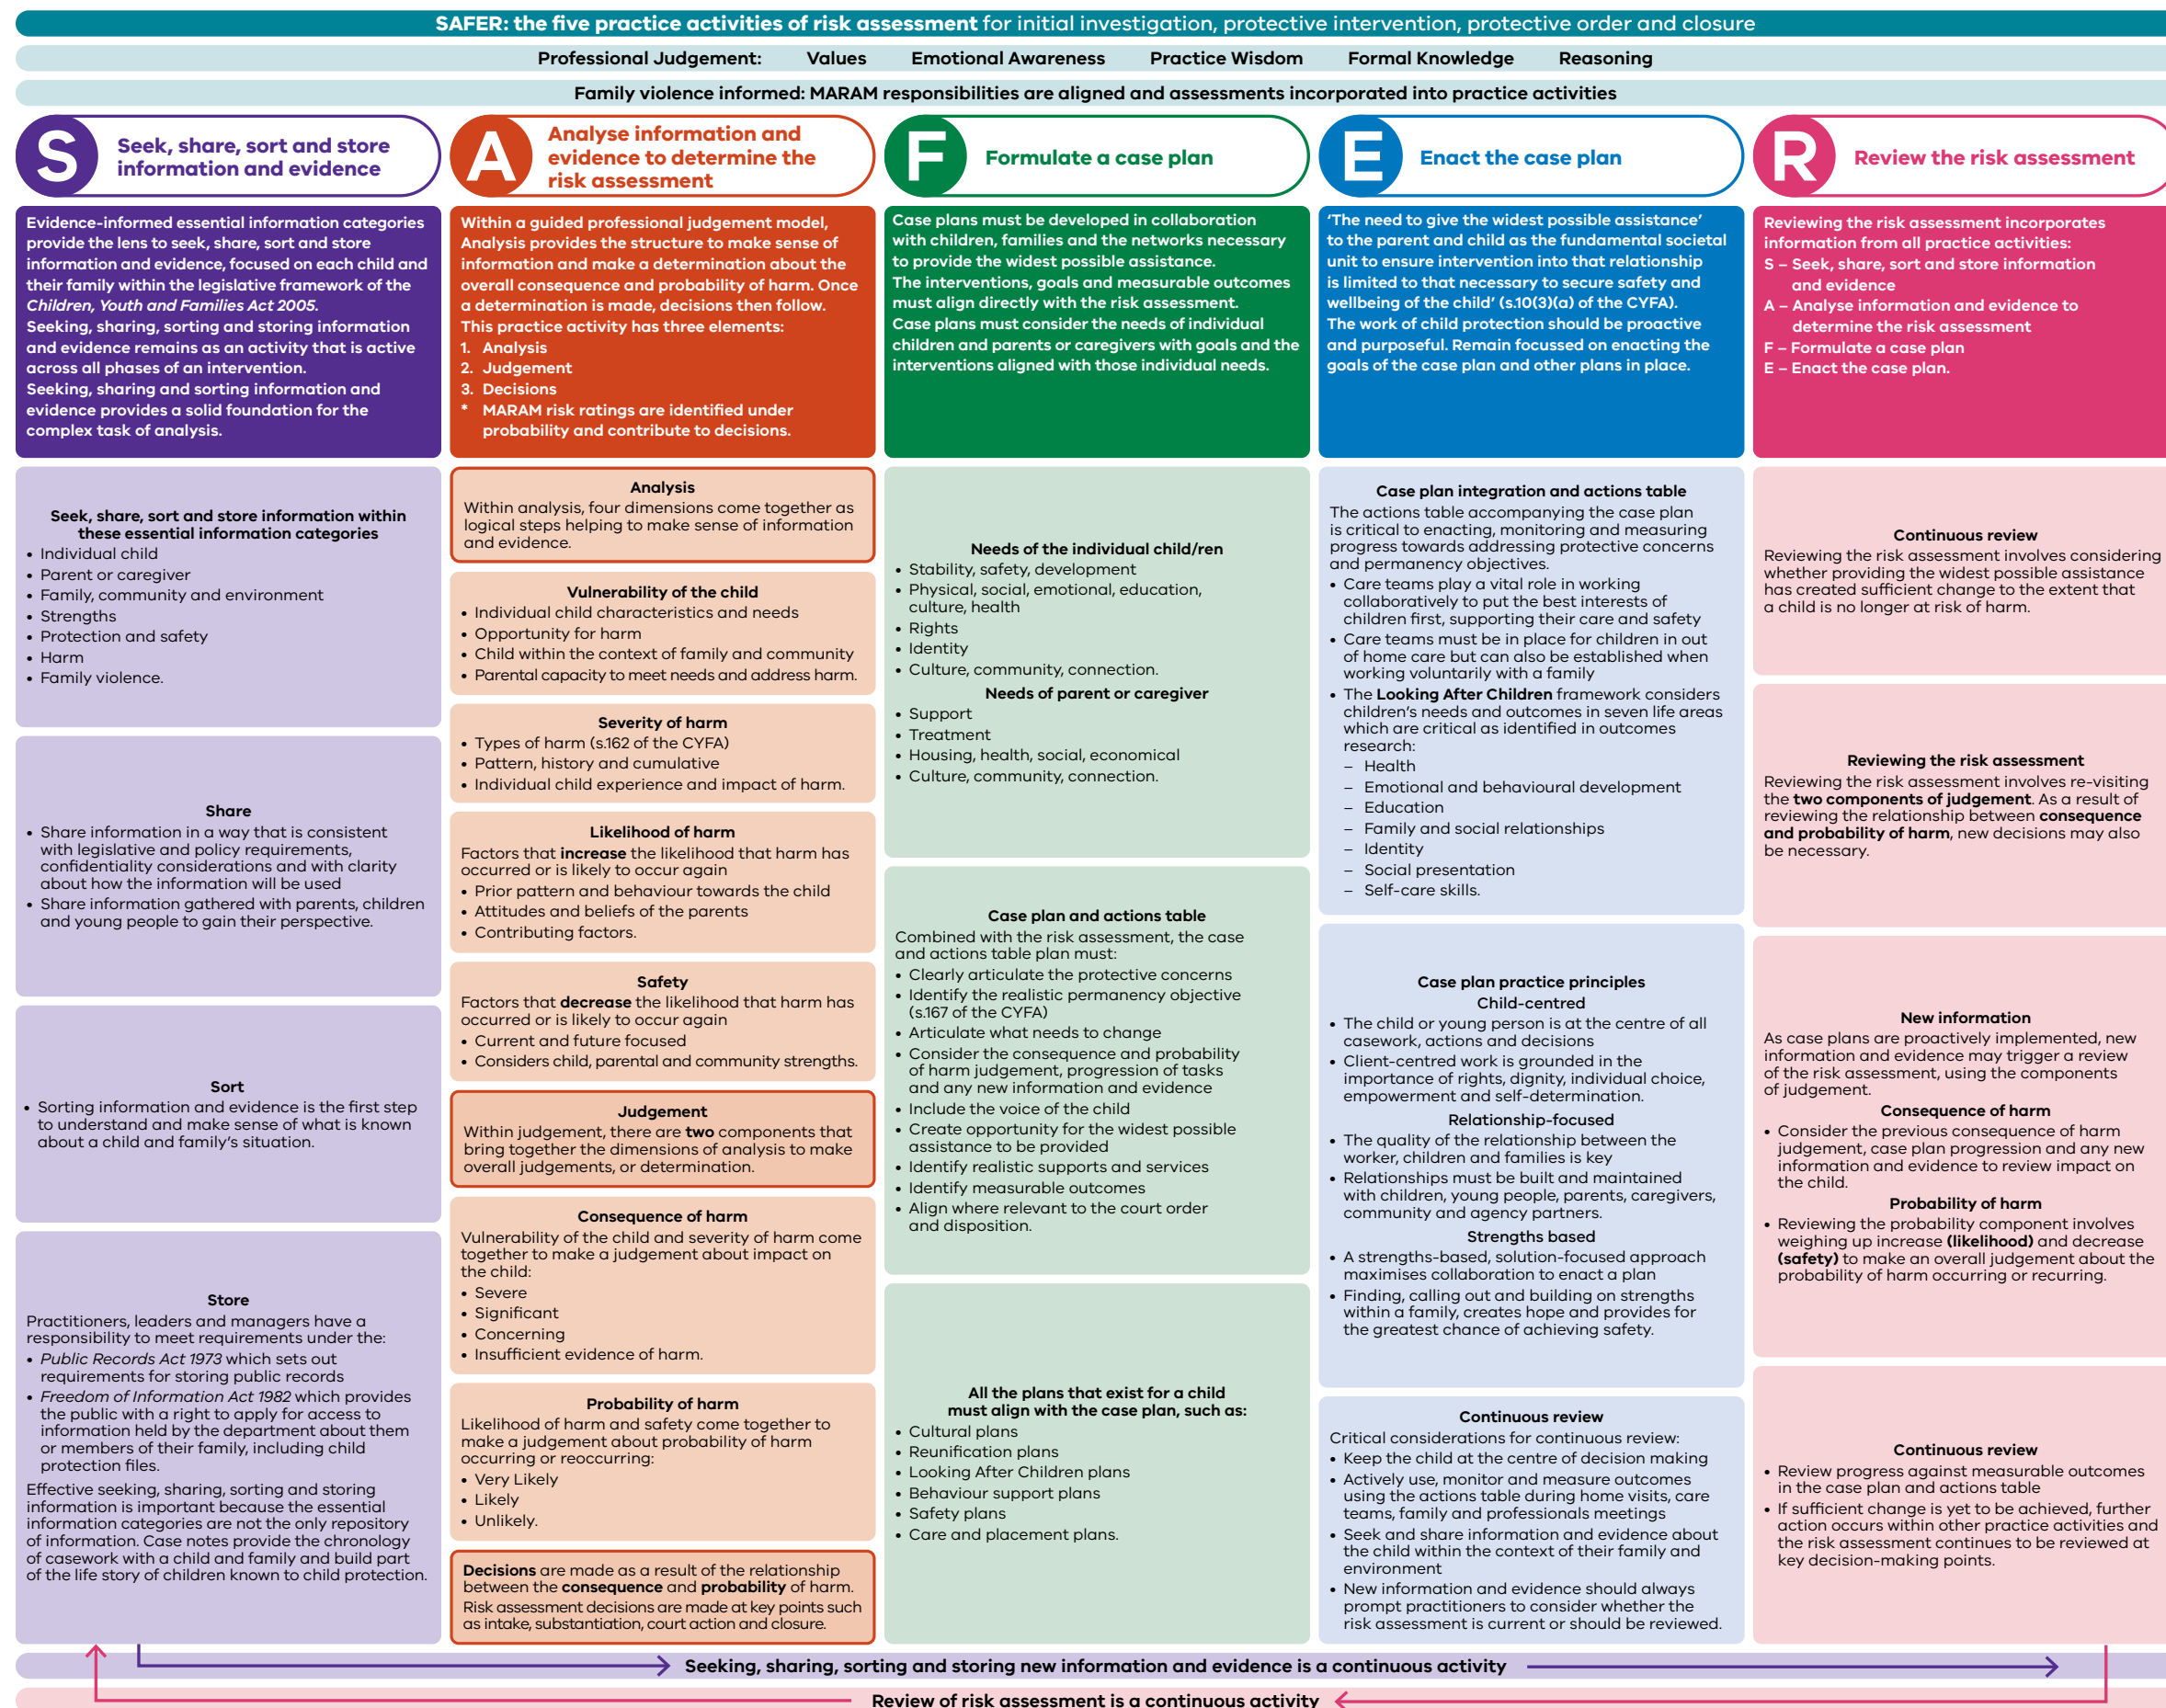 SAFER: the five practice activities of risk assessment for initial investigation, protective intervention, protective order and closure
Professional Judgement: Values Emotional Awareness Practice Wisdom Formal Knowledge Reasoning
Family violence informed: MARAM responsibilities are aligned and assessments incorporated into practice activities
S
Seek, share, sort and store
information and evidence
Evidence-informed essential information categories
provide the lens to seek, share, sort and store
information and evidence, focused on each child and
their family within the legislative framework of the
Children, Youth and Families Act 2005.
Seeking, sharing, sorting and storing information
and evidence remains as an activity that is active
across all phases of an intervention.
Seeking, sharing and sorting information and
evidence provides a solid foundation for the
complex task of analysis.
Seek, share, sort and store information within
these essential information categories
• Individual child
• Parent or caregiver
• Family, community and environment
• Strengths
• Protection and safety
• Harm
• Family violence.
Share
• Share information in a way that is consistent
with legislative and policy requirements,
confidentiality considerations and with clarity
about how the information will be used
• Share information gathered with parents, children
and young people to gain their perspective.
Sort
• Sorting information and evidence is the first step
to understand and make sense of what is known
about a child and family's situation.
Store
Practitioners, leaders and managers have a
responsibility to meet requirements under the:
• Public Records Act 1973 which sets out
requirements for storing public records
• Freedom of Information Act 1982 which provides
the public with a right to apply for access to
information held by the department about them
or members of their family, including child
protection files.
Effective seeking, sharing, sorting and storing
information is important because the essential
information categories are not the only repository
of information. Case notes provide the chronology
of casework with a child and family and build part
of the life story of children known to child protection.
A
Analyse information and
evidence to determine the
risk assessment
Within a guided professional judgement model,
Analysis provides the structure to make sense of
information and make a determination about the
overall consequence and probability of harm. Once
a determination is made, decisions then follow.
This practice activity has three elements:
1. Analysis
2. Judgement
3. Decisions
* MARAM risk ratings are identified under
probability and contribute to decisions.
Analysis
Within analysis, four dimensions come together as
logical steps helping to make sense of information
and evidence.
Vulnerability of the child
• Individual child characteristics and needs
• Opportunity for harm
• Child within the context of family and community
• Parental capacity to meet needs and address harm.
Severity of harm
• Types of harm (s.162 of the CYFA)
• Pattern, history and cumulative
• Individual child experience and impact of harm.
Likelihood of harm
Factors that increase the likelihood that harm has
occurred or is likely to occur again
• Prior pattern and behaviour towards the child
• Attitudes and beliefs of the parents
• Contributing factors.
Safety
Factors that decrease the likelihood that harm has
occurred or is likely to occur again
• Current and future focused
• Considers child, parental and community strengths.
Judgement
Within judgement, there are two components that
bring together the dimensions of analysis to make
overall judgements, or determination.
Consequence of harm
Vulnerability of the child and severity of harm come
together to make a judgement about impact on
the child:
• Severe
• Significant
• Concerning
• Insufficient evidence of harm.
Probability of harm
Likelihood of harm and safety come together to
make a judgement about probability of harm
occurring or reoccurring:
• Very Likely
• Likely
• Unlikely.
Decisions are made as a result of the relationship
between the consequence and probability of harm.
Risk assessment decisions are made at key points such
as intake, substantiation, court action and closure.
F
Formulate a case plan
Case plans must be developed in collaboration
with children, families and the networks necessary
to provide the widest possible assistance.
The interventions, goals and measurable outcomes
must align directly with the risk assessment.
Case plans must consider the needs of individual
children and parents or caregivers with goals and the
interventions aligned with those individual needs.
Needs of the individual child/ren
• Stability, safety, development
• Physical, social, emotional, education,
culture, health
• Rights
• Identity
• Culture, community, connection.
Needs of parent or caregiver
• Support
• Treatment
• Housing, health, social, economical
• Culture, community, connection.
Case plan and actions table
Combined with the risk assessment, the case
and actions table plan must:
• Clearly articulate the protective concerns
• Identify the realistic permanency objective
(s.167 of the CYFA)
• Articulate what needs to change
• Consider the consequence and probability
of harm judgement, progression of tasks
and any new information and evidence
• Include the voice of the child
• Create opportunity for the widest possible
assistance to be provided
• Identify realistic supports and services
• Identify measurable outcomes
• Align where relevant to the court order
and disposition.
All the plans that exist for a child
must align with the case plan, such as:
• Cultural plans
• Reunification plans
• Looking After Children plans
• Behaviour support plans
• Safety plans
• Care and placement plans.
E
Enact the case plan
'The need to give the widest possible assistance'
to the parent and child as the fundamental societal
unit to ensure intervention into that relationship
is limited to that necessary to secure safety and
wellbeing of the child' (s.10(3)(a) of the CYFA).
The work of child protection should be proactive
and purposeful. Remain focussed on enacting the
goals of the case plan and other plans in place.
Case plan integration and actions table
The actions table accompanying the case plan
is critical to enacting, monitoring and measuring
progress towards addressing protective concerns
and permanency objectives.
• Care teams play a vital role in working
collaboratively to put the best interests of
children first, supporting their care and safety
• Care teams must be in place for children in out
of home care but can also be established when
working voluntarily with a family
• The Looking After Children framework considers
children's needs and outcomes in seven life areas
which are critical as identified in outcomes
research:
– Health
– Emotional and behavioural development
– Education
– Family and social relationships
– Identity
– Social presentation
– Self-care skills.
Case plan practice principles
Child-centred
• The child or young person is at the centre of all
casework, actions and decisions
• Client-centred work is grounded in the
importance of rights, dignity, individual choice,
empowerment and self-determination.
Relationship-focused
• The quality of the relationship between the
worker, children and families is key
• Relationships must be built and maintained
with children, young people, parents, caregivers,
community and agency partners.
Strengths based
• A strengths-based, solution-focused approach
maximises collaboration to enact a plan
• Finding, calling out and building on strengths
within a family, creates hope and provides for
the greatest chance of achieving safety.
Continuous review
Critical considerations for continuous review:
• Keep the child at the centre of decision making
• Actively use, monitor and measure outcomes
using the actions table during home visits, care
teams, family and professionals meetings
• Seek and share information and evidence about
the child within the context of their family and
environment
• New information and evidence should always
prompt practitioners to consider whether the
risk assessment is current or should be reviewed.
R
Review the risk assessment
Reviewing the risk assessment incorporates
information from all practice activities:
S – Seek, share, sort and store information
and evidence
A – Analyse information and evidence to
determine the risk assessment
F – Formulate a case plan
E – Enact the case plan.
Continuous review
Reviewing the risk assessment involves considering
whether providing the widest possible assistance
has created sufficient change to the extent that
a child is no longer at risk of harm.
Reviewing the risk assessment
Reviewing the risk assessment involves re-visiting
the two components of judgement. As a result of
reviewing the relationship between consequence
and probability of harm, new decisions may also
be necessary.
New information
As case plans are proactively implemented, new
information and evidence may trigger a review
of the risk assessment, using the components
of judgement.
Consequence of harm
• Consider the previous consequence of harm
judgement, case plan progression and any new
information and evidence to review impact on
the child.
Probability of harm
• Reviewing the probability component involves
weighing up increase (likelihood) and decrease
(safety) to make an overall judgement about the
probability of harm occurring or recurring.
Continuous review
• Review progress against measurable outcomes
in the case plan and actions table
• If sufficient change is yet to be achieved, further
action occurs within other practice activities and
the risk assessment continues to be reviewed at
key decision-making points.
Seeking, sharing, sorting and storing new information and evidence is a continuous activity
Review of risk assessment is a continuous activity